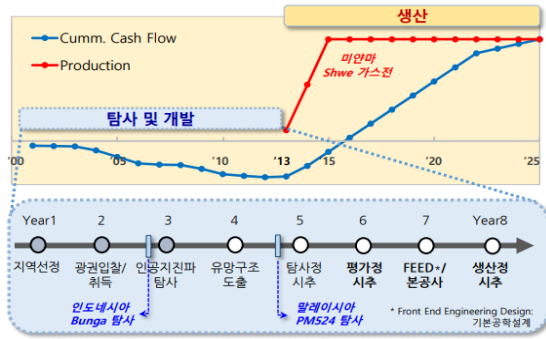 생산
Cumm. Cash Flow
Production
미얀마
Shwe 가스전
탐사 및 개발
'00
'05
'10
'13
'15
'20
'25
Year1
2
3
4
5
6
7
Year8
지역선정
광권입찰/
취득
인공지진파
탐사
유망구조
도출
탐사정
시추
평가정
시추
FEED*/
본공사
생산정
시추
인도네시아
Bunga 탐사
말레이시아
PM524 탐사
* Front End Engineering Design:
기본공학설계